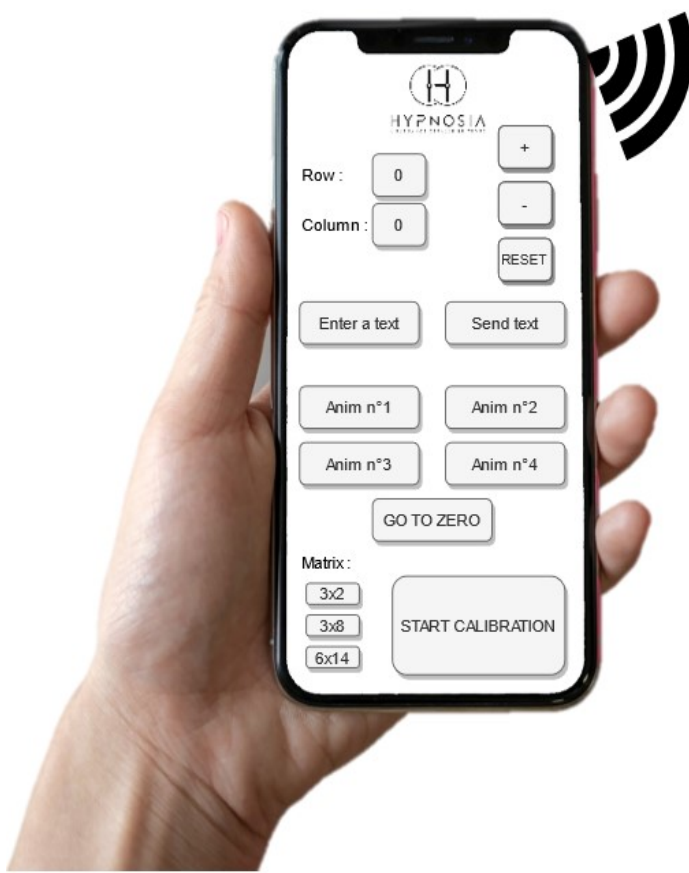 HYPNOSIA
+
Row : 0
-
Column : 0
RESET
Enter a text Send text
Anim n°1 Anim n°2
Anim n°3 Anim n°4
GO TO ZERO
Matrix :
3x2
3x8 START CALIBRATION
6x14